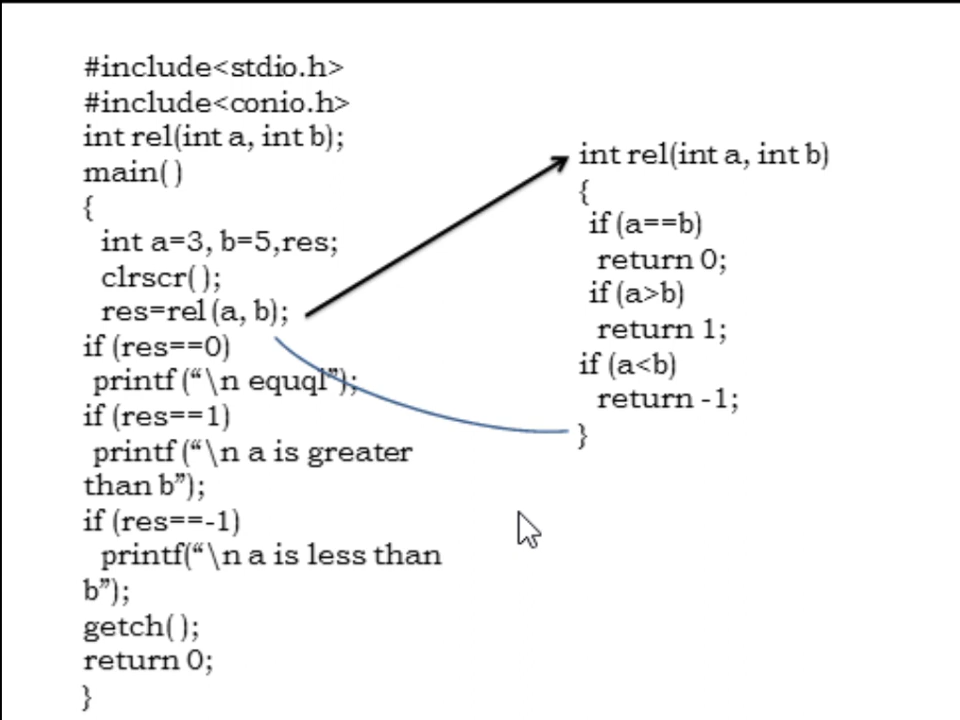 #include<stdio.h>
#include<conio.h>
int rel(int a, int b);
main( )
{
int a=3, b=5,res;
clrscr( );
res=rel (a, b);
if (res==0)
printf (“\n equql”);
if (res==1)
printf (“\n a is greater
than b”);
if (res==-1)
printf(“\n a is less than
b”);
getch( );
return 0;
}
int rel(int a, int b)
{
if (a==b)
return 0;
if (a>b)
return 1;
if (a<b)
return -1;
}